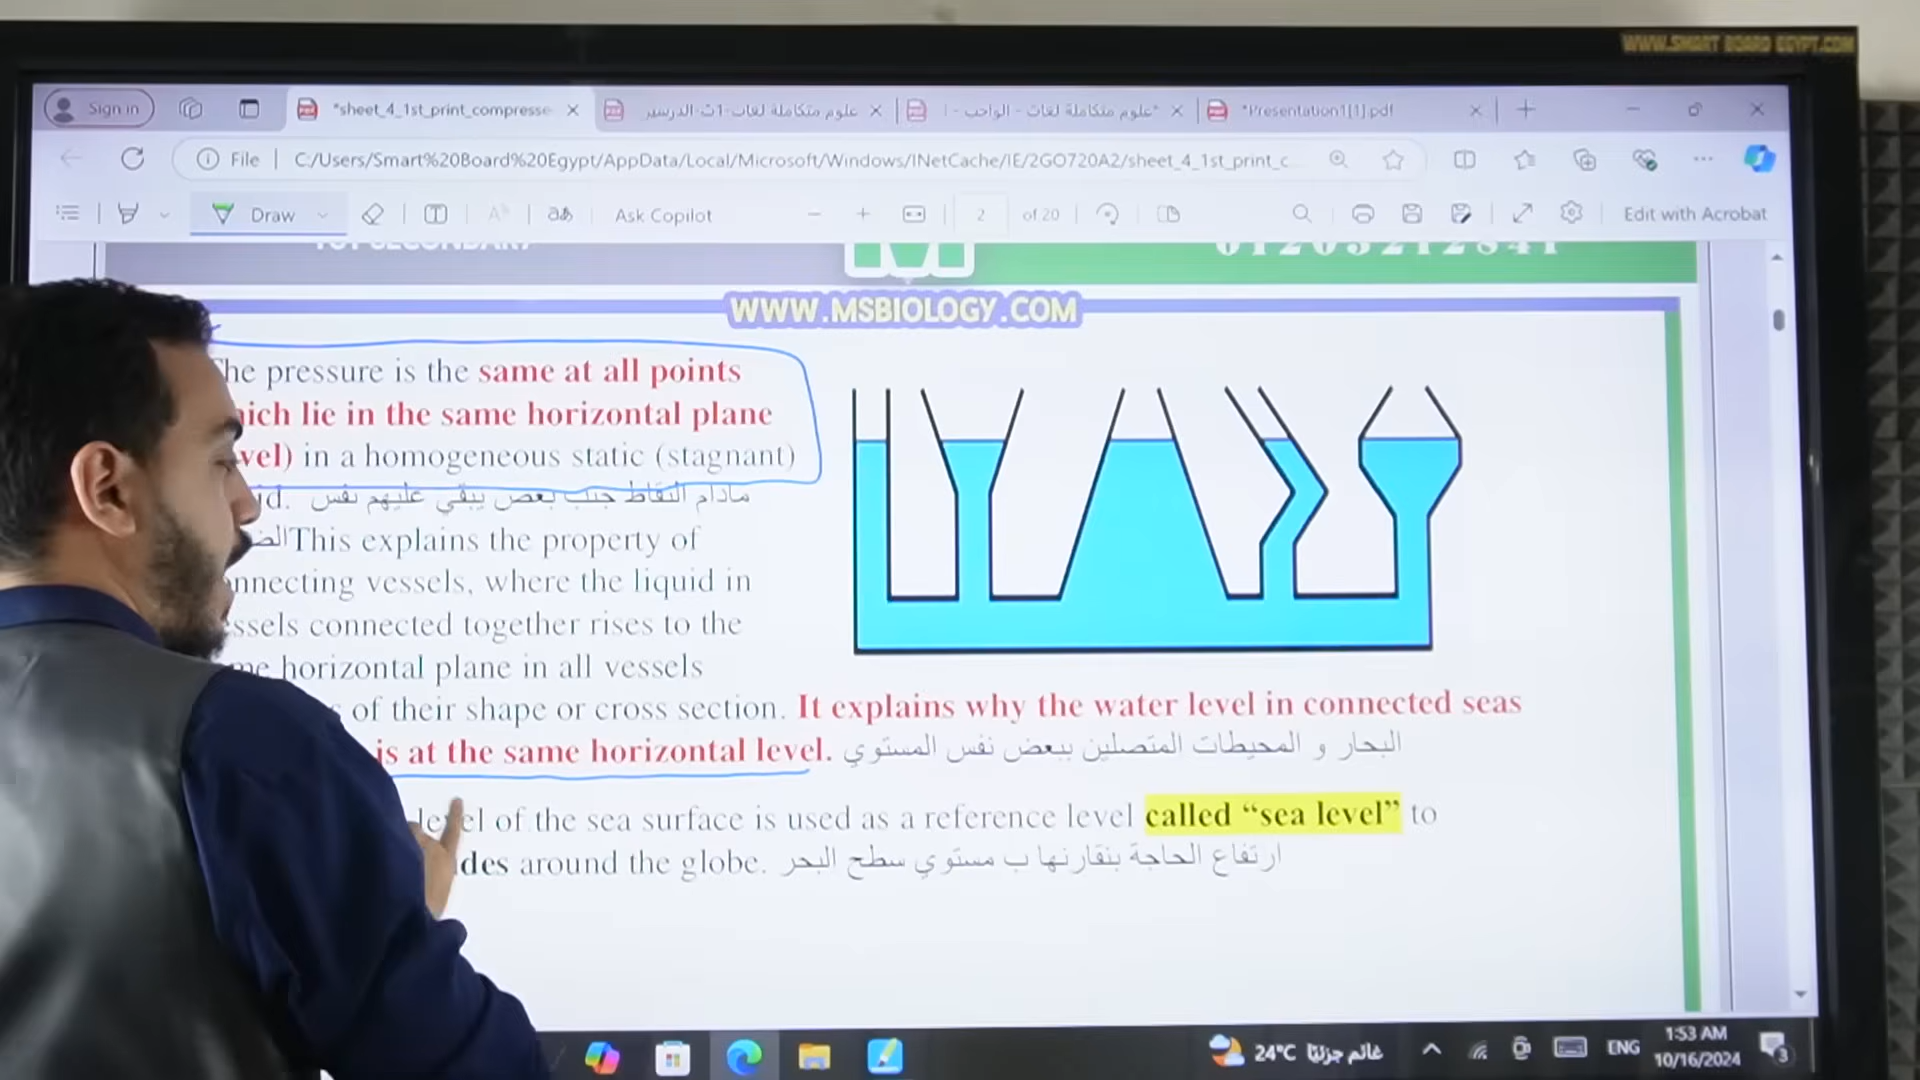 WWW.SMART BOARD EGYPT.COM
Sign in
*sheet_4_1st_print_compresse
علوم متكاملة لغات-1ث-الدرسير
*علوم متكاملة لغات - الواجب - ا
*Presentation1[1].pdf
File
C:/Users/Smart%20Board%20Egypt/AppData/Local/Microsoft/Windows/INetCache/IE/2GO720A2/sheet_4_1st_print_c...
Draw
Ask Copilot
2
of 20
Edit with Acrobat
01203212841
WWW.MSBIOLOGY.COM
he pressure is the same at all points
ich lie in the same horizontal plane
vel) in a homogeneous static (stagnant)
id. مادام النقاط جنب بعض يبقي عليهم نفس
الض This explains the property of
nnecting vessels, where the liquid in
ssels connected together rises to the
me horizontal plane in all vessels
of their shape or cross section. It explains why the water level in connected seas
is at the same horizontal level. البحار و المحيطات المتصلين ببعض نفس المستوي
level of the sea surface is used as a reference level called “sea level” to
des around the globe. ارتفاع الحاجة بنقارنها ب مستوي سطح البحر
24°C غائم جزئيًا
ENG
1:53 AM
10/16/2024
3